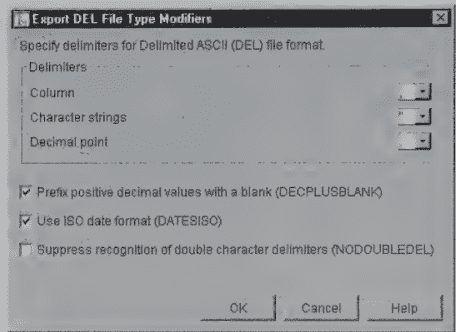 Export DEL File Type Modifiers
Specify delimiters for Delimited ASCII (DEL) file format.
Delimiters
Column ,
Character strings "
Decimal point .
Prefix positive decimal values with a blank (DECPLUSBLANK)
Use ISO date format (DATESISO)
Suppress recognition of double character delimiters (NODOUBLEDEL)
OK Cancel Help